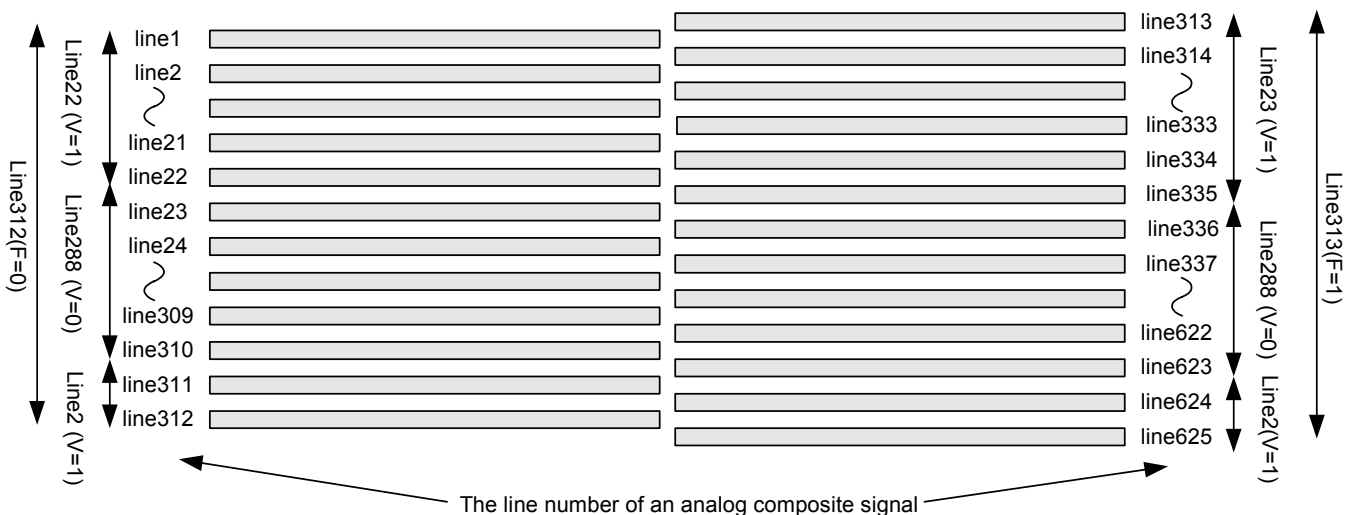 Line312(F=0)
Line22 (V=1)
Line288 (V=0)
Line2 (V=1)
line1
line2
line21
line22
line23
line24
line309
line310
line311
line312
line313
line314
line333
line334
line335
line336
line337
line622
line623
line624
line625
Line23 (V=1)
Line288 (V=0)
Line2(V=1)
Line313(F=1)
The line number of an analog composite signal